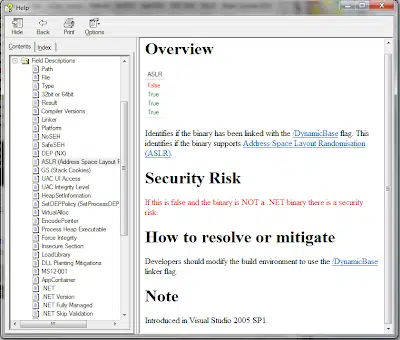 Help
Hide
Back
Print
Options
Contents
Index
Field Descriptions
Path
File
Type
32bit or 64bit
Result
Compiler Versions
Linker
Platform
NoSEH
SafeSEH
DEP (NX)
ASLR (Address Space Layout F
GS (Stack Cookies)
UAC UI Access
UAC Integrity Level
HeapSetInformation
SetDEPPolicy (SetProcessDEP
VirtualAlloc
EncodePointer
Process Heap Executable
Force Integrity
Insecure Section
LoadLibrary
DLL Planting Mitigations
MS12-001
AppContainer
.NET
.NET Version
.NET Fully Managed
.NET Skip Validation
Overview
ASLR
False
True
True
True
Identifies if the binary has been linked with the /DynamicBase flag. This
identifies if the binary supports Address Space Layout Randomisation
(ASLR).
Security Risk
If this is false and the binary is NOT a .NET binary there is a security
risk.
How to resolve or mitigate
Developers should modify the build environment to use the /DynamicBase
linker flag.
Note
Introduced in Visual Studio 2005 SP1.